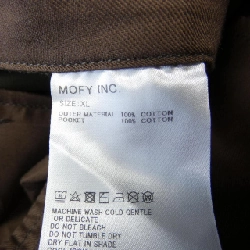 MOFY INC
SIZE:XL
OUTER MATERIAL 100% COTTON
POCKET 100% COTTON
MACHINE WASH COLD GENTLE
OR DELICATE
DO NOT BLEACH
DO NOT TUMBLE DRY
DRY FLAT IN SHADE